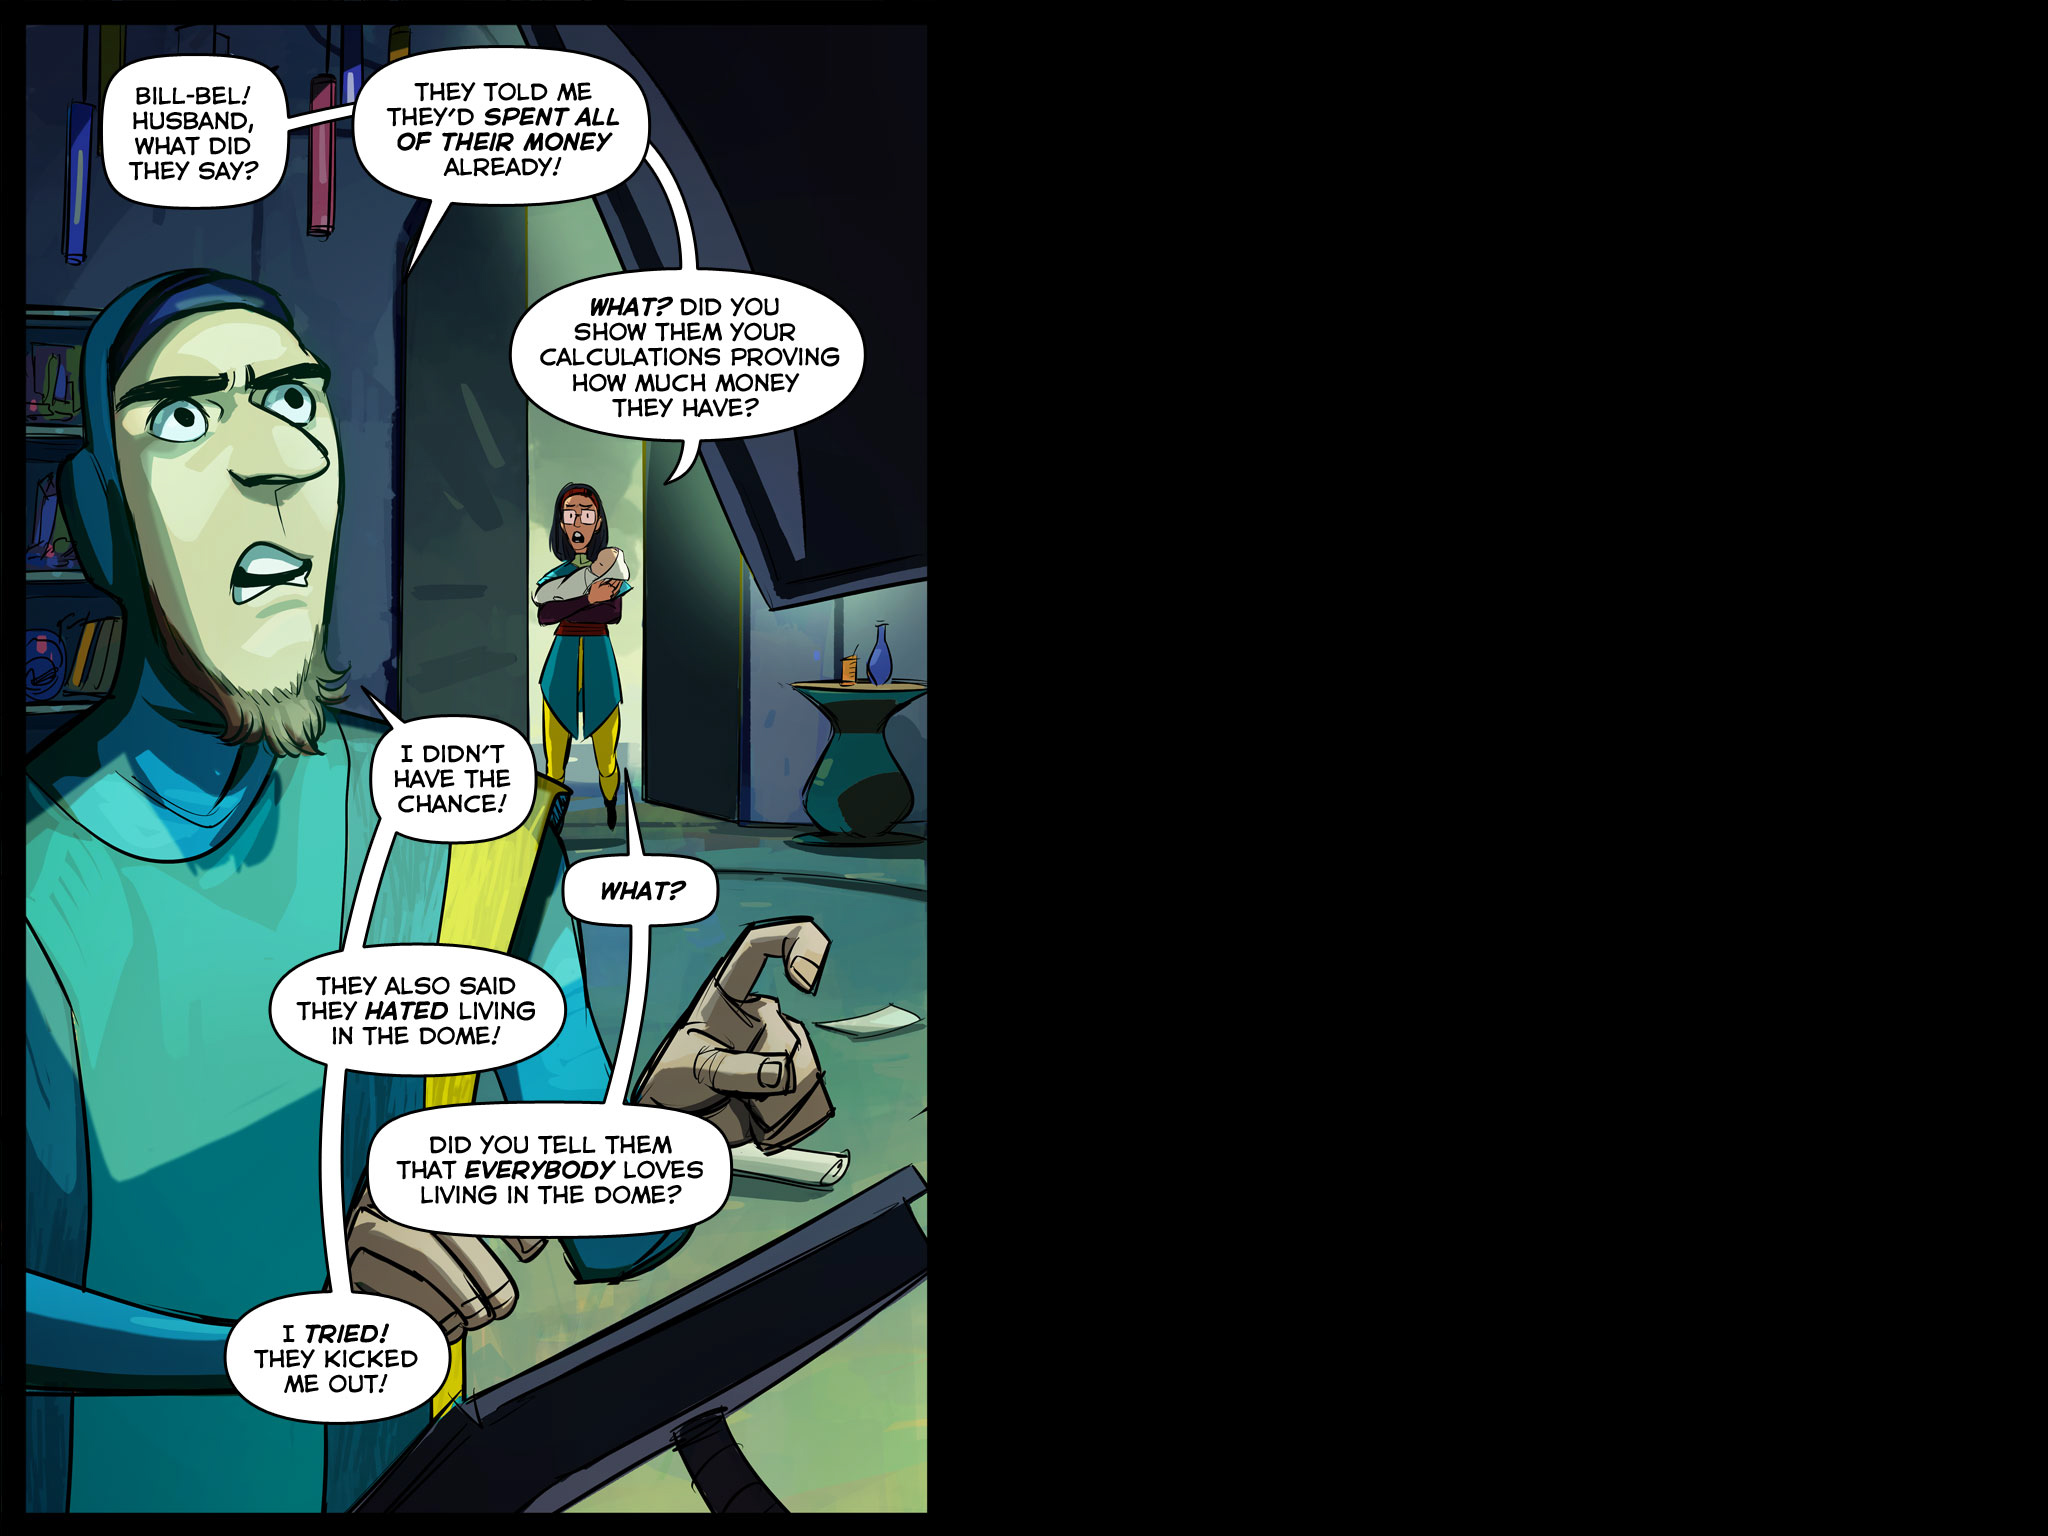 BILL-BEL!
HUSBAND,
WHAT DID
THEY SAY?
THEY TOLD ME
THEY'D SPENT ALL
OF THEIR MONEY
ALREADY!
WHAT? DID YOU
SHOW THEM YOUR
CALCULATIONS PROVING
HOW MUCH MONEY
THEY HAVE?
I DIDN'T
HAVE THE
CHANCE!
WHAT?
THEY ALSO SAID
THEY HATED LIVING
IN THE DOME!
DID YOU TELL THEM
THAT EVERYBODY LOVES
LIVING IN THE DOME?
I TRIED!
THEY KICKED
ME OUT!